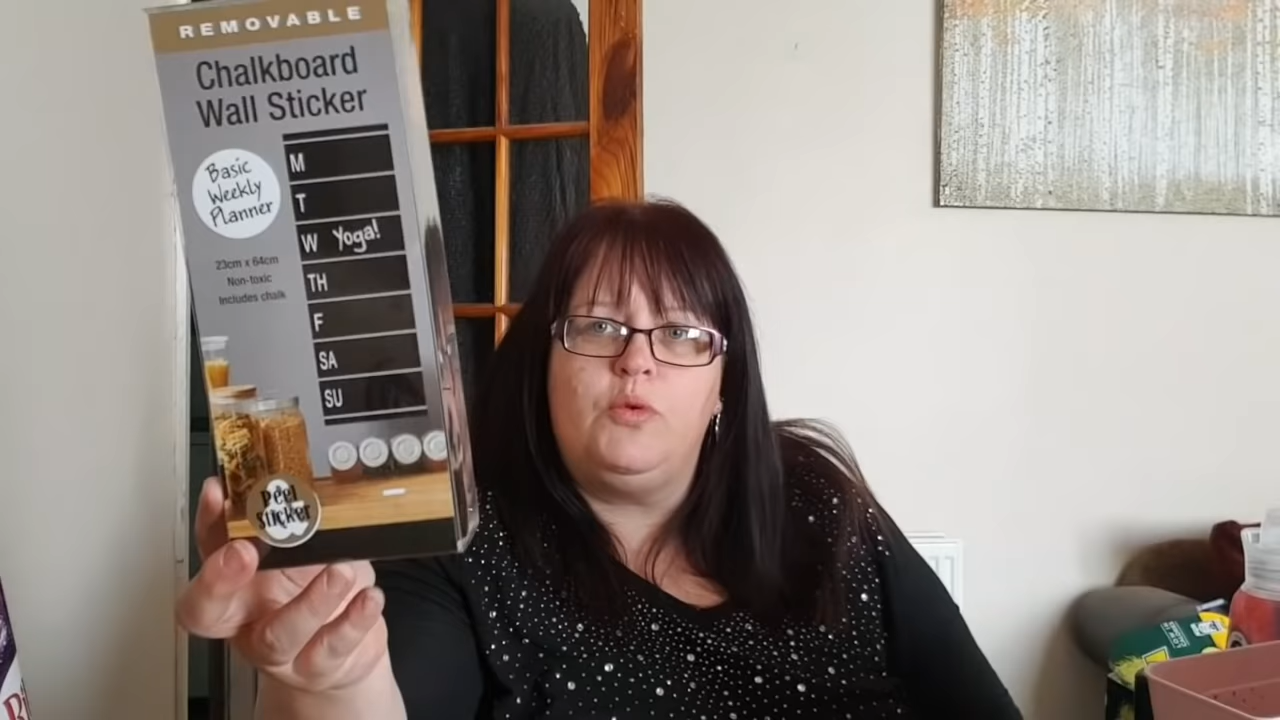 REMOVABLE
Chalkboard
Wall Sticker
Basic
Weekly
Planner
23cm x 64cm
Non-toxic
Includes chalk
M
T
W Yoga!
TH
F
SA
SU
Peel
&
Sticker